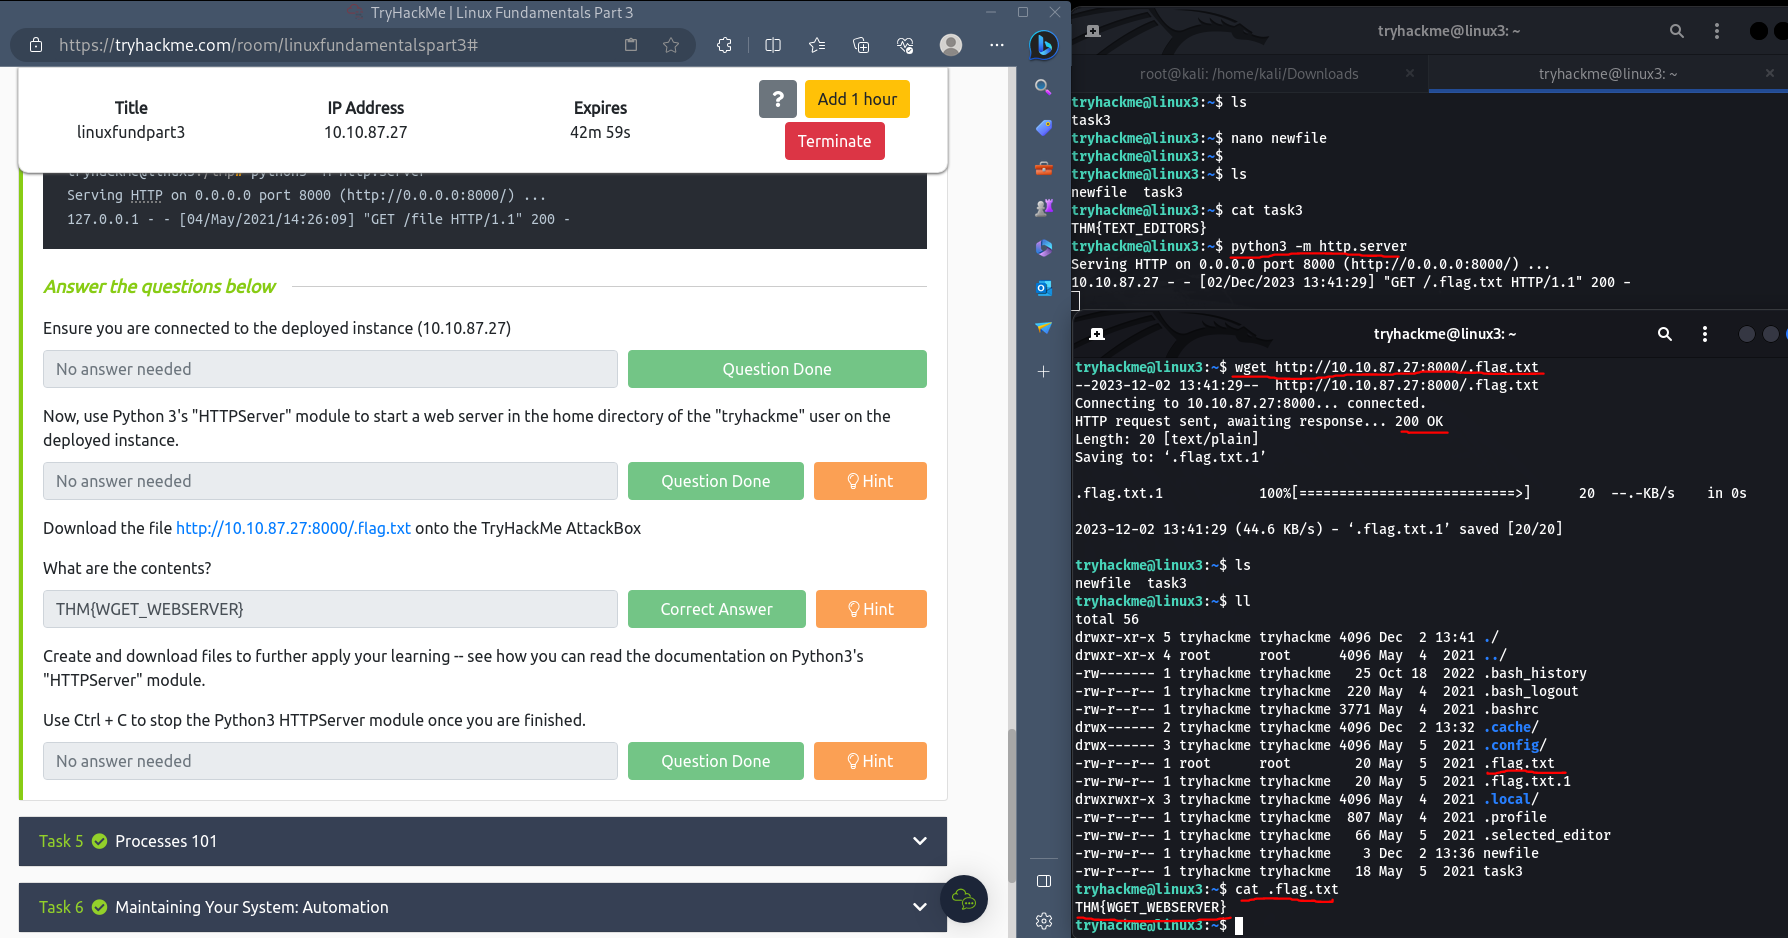 TryHackMe | Linux Fundamentals Part 3
https://tryhackme.com/room/linuxfundamentalspart3#
Title
linuxfundpart3
IP Address
10.10.87.27
Expires
42m 59s
?
Add 1 hour
Terminate
Serving HTTP on 0.0.0.0 port 8000 (http://0.0.0.0:8000/) ...
127.0.0.1 - - [04/May/2021/14:26:09] "GET /file HTTP/1.1" 200 -
Answer the questions below
Ensure you are connected to the deployed instance (10.10.87.27)
No answer needed
Question Done
Now, use Python 3's "HTTPServer" module to start a web server in the home directory of the "tryhackme" user on the
deployed instance.
No answer needed
Question Done
Hint
Download the file http://10.10.87.27:8000/.flag.txt onto the TryHackMe AttackBox
What are the contents?
THM{WGET_WEBSERVER}
Correct Answer
Hint
Create and download files to further apply your learning -- see how you can read the documentation on Python3's
"HTTPServer" module.
Use Ctrl + C to stop the Python3 HTTPServer module once you are finished.
No answer needed
Question Done
Hint
Task 5 Processes 101
Task 6 Maintaining Your System: Automation
tryhackme@linux3: ~
root@kali: /home/kali/Downloads
tryhackme@linux3: ~
tryhackme@linux3:~$ ls
task3
tryhackme@linux3:~$ nano newfile
tryhackme@linux3:~$
tryhackme@linux3:~$ ls
newfile  task3
tryhackme@linux3:~$ cat task3
THM{TEXT_EDITORS}
tryhackme@linux3:~$ python3 -m http.server
Serving HTTP on 0.0.0.0 port 8000 (http://0.0.0.0:8000/) ...
10.10.87.27 - - [02/Dec/2023 13:41:29] "GET /.flag.txt HTTP/1.1" 200 -
tryhackme@linux3: ~
tryhackme@linux3:~$ wget http://10.10.87.27:8000/.flag.txt
--2023-12-02 13:41:29--  http://10.10.87.27:8000/.flag.txt
Connecting to 10.10.87.27:8000... connected.
HTTP request sent, awaiting response... 200 OK
Length: 20 [text/plain]
Saving to: ‘.flag.txt.1’
.flag.txt.1            100%[===========================>]      20  --.-KB/s    in 0s
2023-12-02 13:41:29 (44.6 KB/s) - ‘.flag.txt.1’ saved [20/20]
tryhackme@linux3:~$ ls
newfile  task3
tryhackme@linux3:~$ ll
total 56
drwxr-xr-x 5 tryhackme tryhackme 4096 Dec  2 13:41 ./
drwxr-xr-x 4 root      root      4096 May  4  2021 ../
-rw------- 1 tryhackme tryhackme   25 Oct 18  2022 .bash_history
-rw-r--r-- 1 tryhackme tryhackme  220 May  4  2021 .bash_logout
-rw-r--r-- 1 tryhackme tryhackme 3771 May  4  2021 .bashrc
drwx------ 2 tryhackme tryhackme 4096 Dec  2 13:32 .cache/
drwx------ 3 tryhackme tryhackme 4096 May  5  2021 .config/
-rw-r--r-- 1 root      root        20 May  5  2021 .flag.txt
-rw-rw-r-- 1 tryhackme tryhackme   20 May  5  2021 .flag.txt.1
drwxrwxr-x 3 tryhackme tryhackme 4096 May  4  2021 .local/
-rw-r--r-- 1 tryhackme tryhackme  807 May  4  2021 .profile
-rw-rw-r-- 1 tryhackme tryhackme   66 May  5  2021 .selected_editor
-rw-rw-r-- 1 tryhackme tryhackme    3 Dec  2 13:36 newfile
-rw-r--r-- 1 tryhackme tryhackme   18 May  5  2021 task3
tryhackme@linux3:~$ cat .flag.txt
THM{WGET_WEBSERVER}
tryhackme@linux3:~$